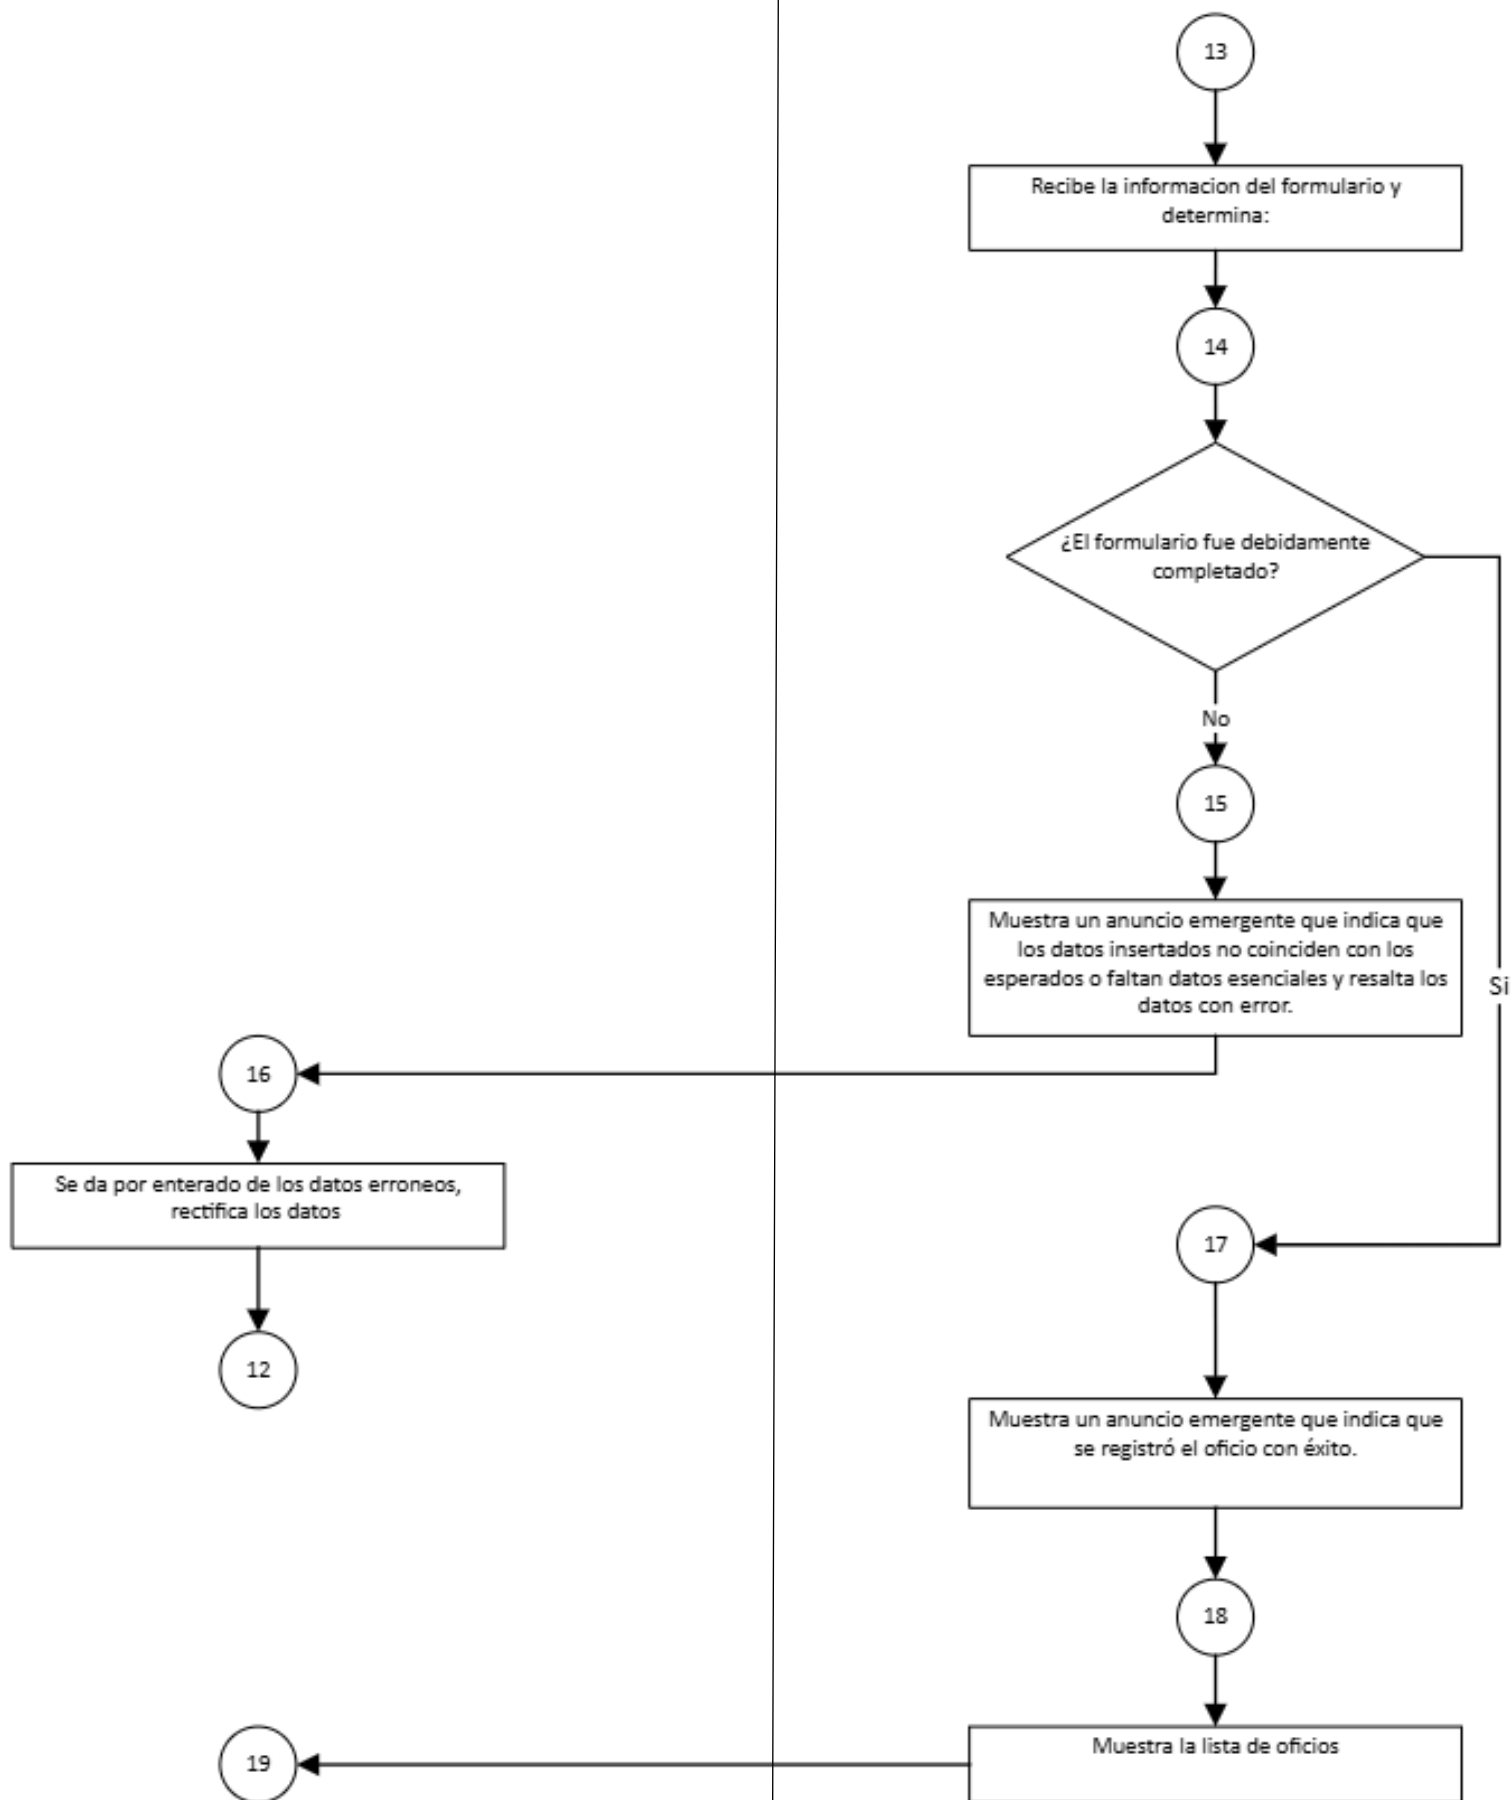 13
Recibe la informacion del formulario y
determina:
14
¿El formulario fue debidamente
completado?
No
15
Muestra un anuncio emergente que indica que
los datos insertados no coinciden con los
esperados o faltan datos esenciales y resalta los
datos con error.
Si
16
Se da por enterado de los datos erroneos,
rectifica los datos
12
17
Muestra un anuncio emergente que indica que
se registró el oficio con éxito.
18
Muestra la lista de oficios
19